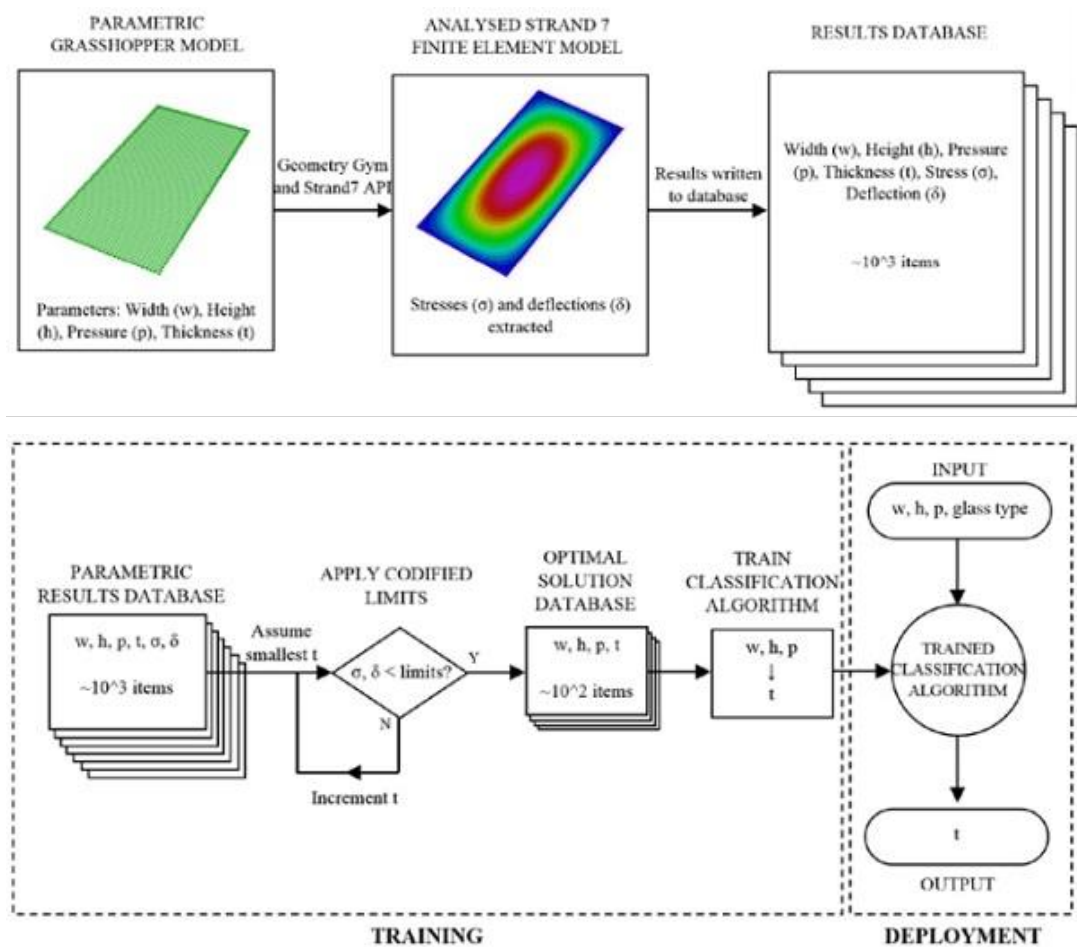 PARAMETRIC
GRASSHOPPER MODEL
Parameters: Width (w), Height
(h), Pressure (p), Thickness (t)
Geometry Gym
and Strand7 API
ANALYSED STRAND 7
FINITE ELEMENT MODEL
Stresses (σ) and deflections (δ)
extracted
Results written
to database
RESULTS DATABASE
Width (w), Height (h), Pressure
(p), Thickness (t), Stress (σ),
Deflection (δ)
~10^3 items
PARAMETRIC
RESULTS DATABASE
w, h, p, t, σ, δ
~10^3 items
Assume
smallest t
APPLY CODIFIED
LIMITS
σ, δ < limits?
Y
N
Increment t
OPTIMAL
SOLUTION
DATABASE
w, h, p, t
~10^2 items
TRAIN
CLASSIFICATION
ALGORITHM
w, h, p
↓
t
TRAINING
INPUT
w, h, p, glass type
TRAINED
CLASSIFICATION
ALGORITHM
t
OUTPUT
DEPLOYMENT